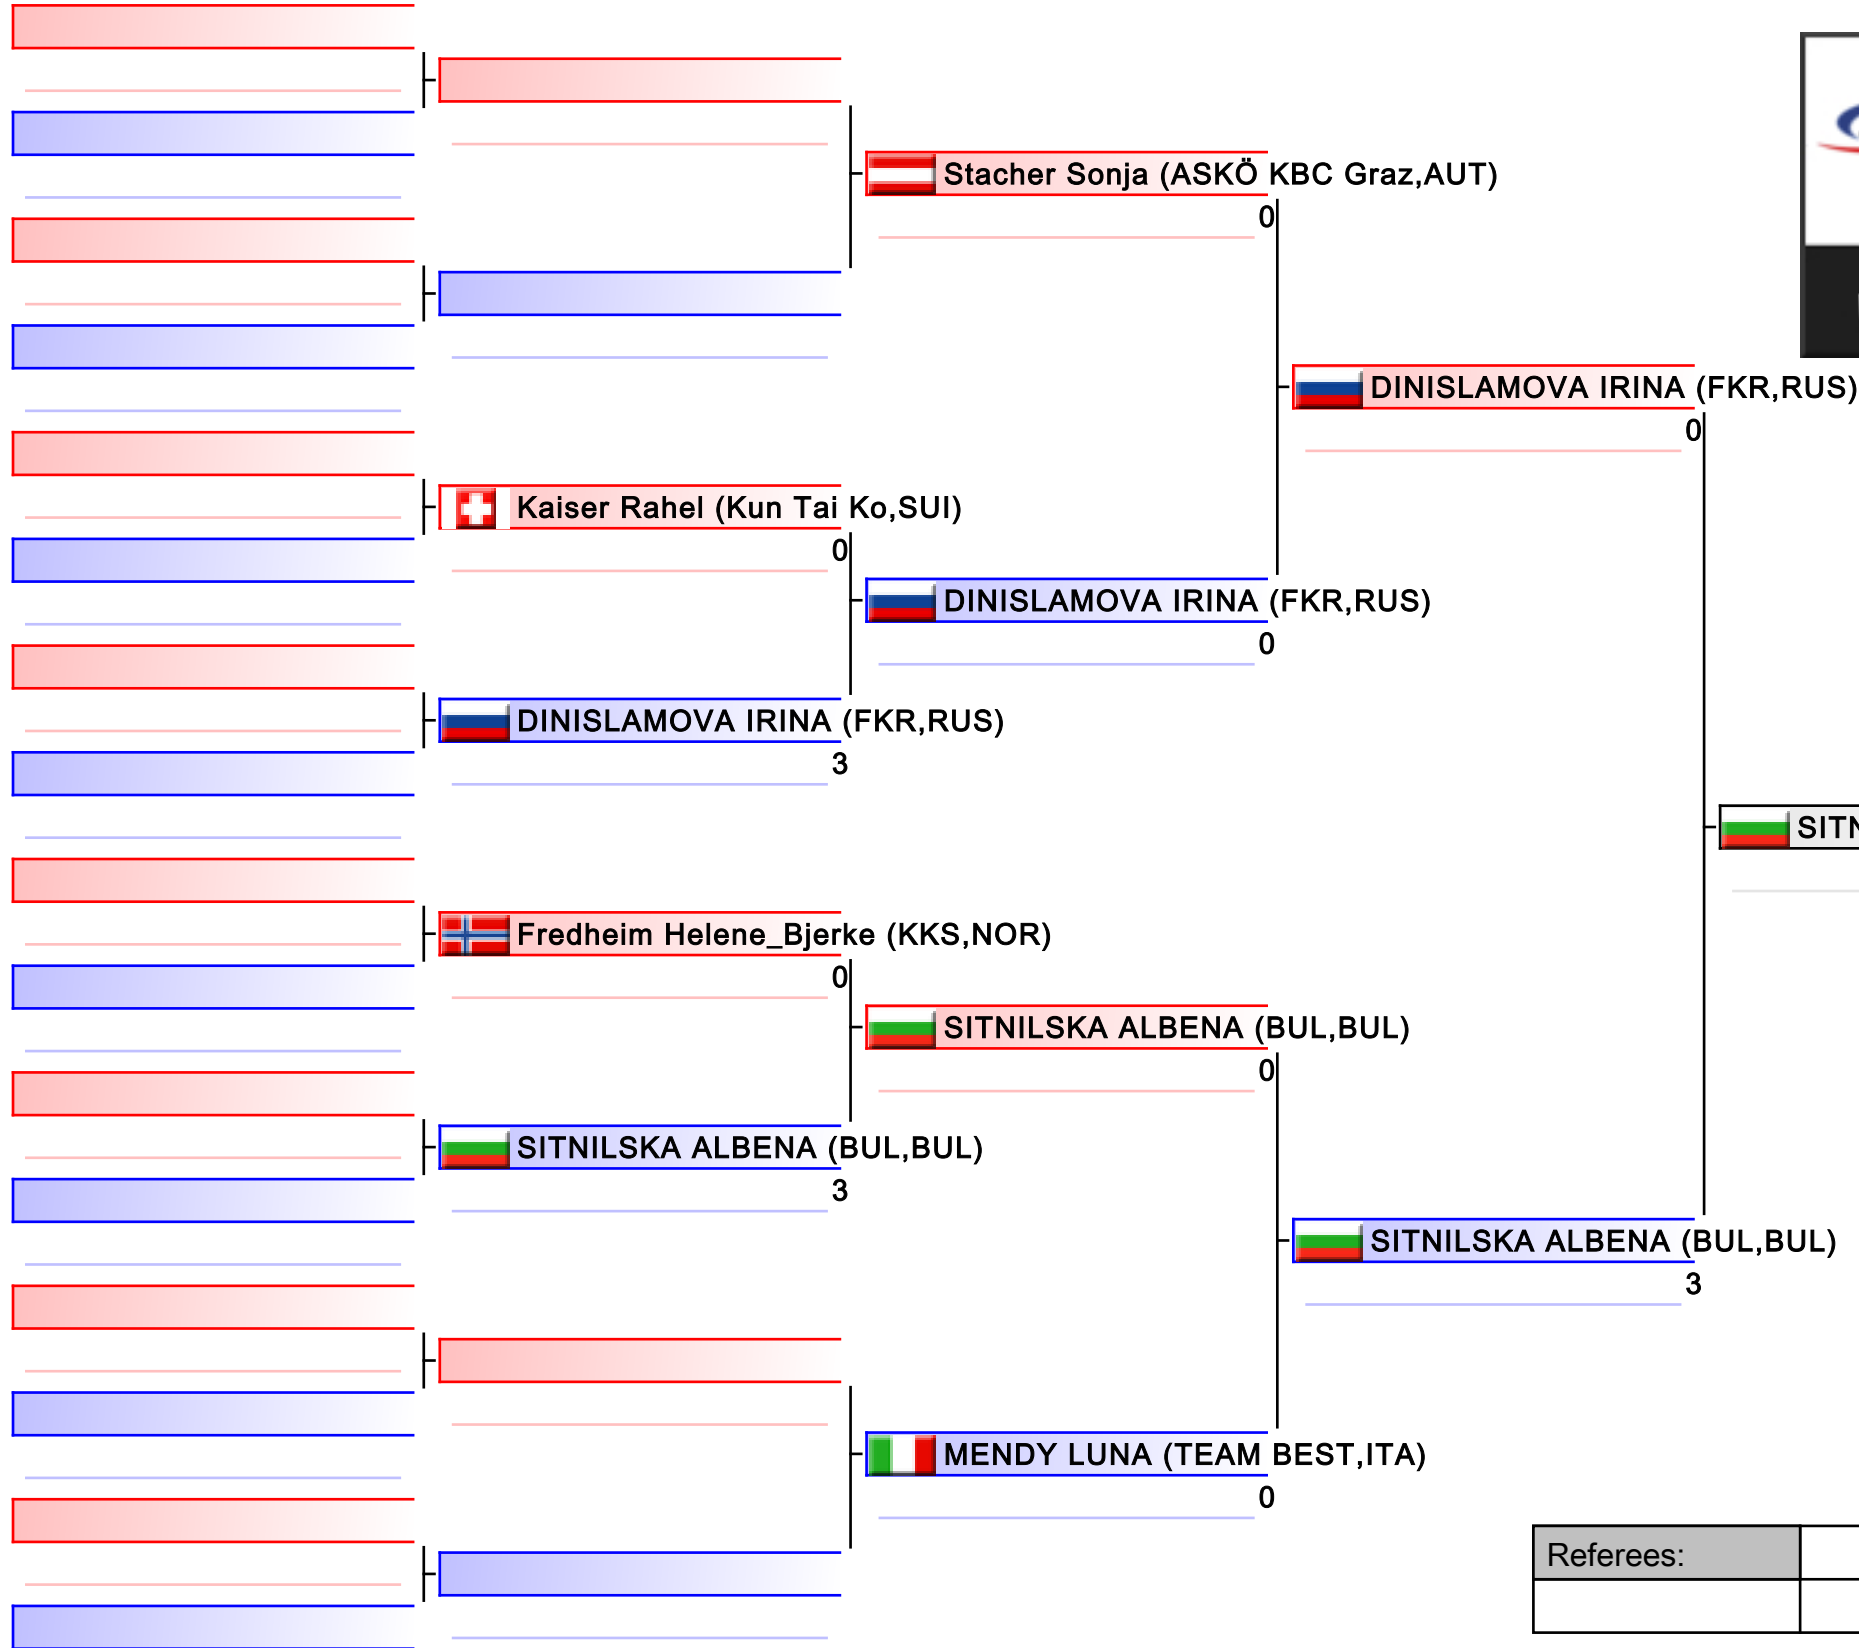 Stacher Sonja (ASKÖ KBC Graz,AUT)
0
DINISLAMOVA IRINA (FKR,RUS)
0
Kaiser Rahel (Kun Tai Ko,SUI)
0
DINISLAMOVA IRINA (FKR,RUS)
0
DINISLAMOVA IRINA (FKR,RUS)
3
SITN
Fredheim Helene_Bjerke (KKS,NOR)
0
SITNILSKA ALBENA (BUL,BUL)
0
SITNILSKA ALBENA (BUL,BUL)
3
SITNILSKA ALBENA (BUL,BUL)
3
MENDY LUNA (TEAM BEST,ITA)
0
Referees: